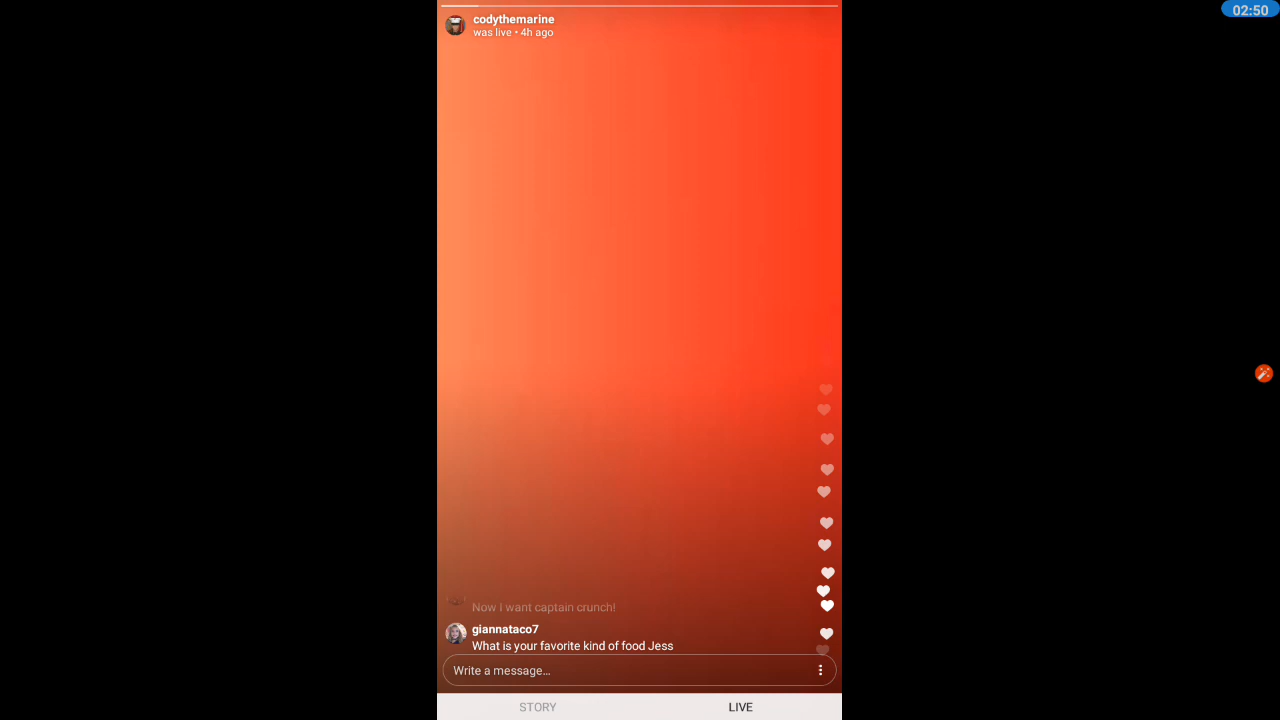 02:50
codythemarine
was live • 4h ago
Now I want captain crunch!
giannataco7
What is your favorite kind of food Jess
Write a message...
STORY
LIVE